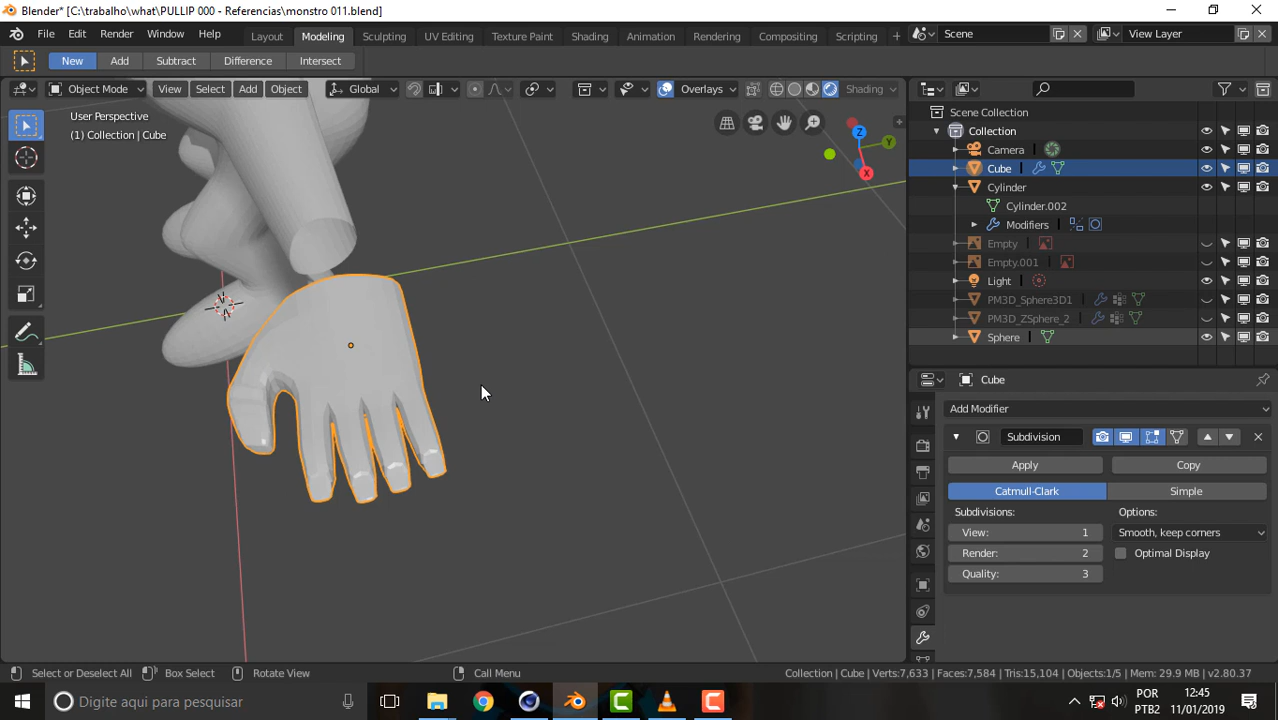 Blender* [C:\trabalho\what\PULLIP 000 - Referencias\monstro 011.blend]
File Edit Render Window Help Layout Modeling Sculpting UV Editing Texture Paint Shading Animation Rendering Compositing Scripting + Scene View Layer
New Add Subtract Difference Intersect
Object Mode View Select Add Object Global Overlays Shading
User Perspective
(1) Collection | Cube
Z
Y
X
Scene Collection
Collection
Camera
Cube
Cylinder
Cylinder.002
Modifiers
Empty
Empty.001
Light
PM3D_Sphere3D1
PM3D_ZSphere_2
Sphere
Cube
Add Modifier
Subdivision
Apply Copy
Catmull-Clark Simple
Subdivisions: Options:
View: 1 Smooth, keep corners
Render: 2 Optimal Display
Quality: 3
Select or Deselect All Box Select Rotate View Call Menu Collection | Cube | Verts:7,633 | Faces:7,584 | Tris:15,104 | Objects:1/5 | Mem: 29.9 MB | v2.80.37
Digite aqui para pesquisar
POR 12:45
PTB2 11/01/2019